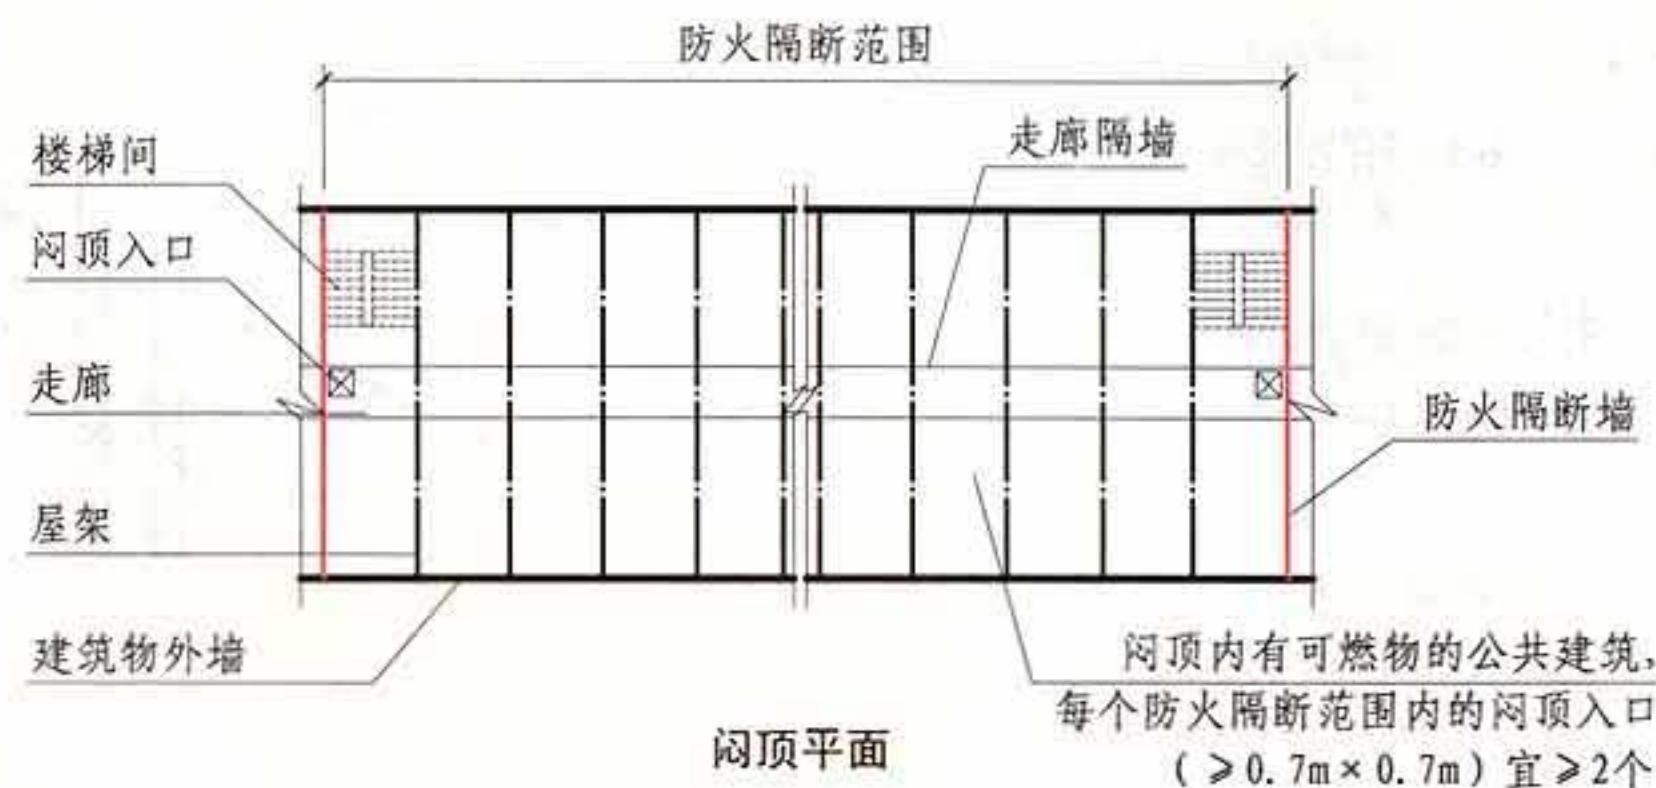 防火隔断范围
走廊隔墙
楼梯间
闷顶入口
走廊
防火隔断墙
屋架
建筑物外墙
闷顶内有可燃物的公共建筑,
每个防火隔断范围内的闷顶入口
(≥0.7m×0.7m)宜≥2个
闷顶平面